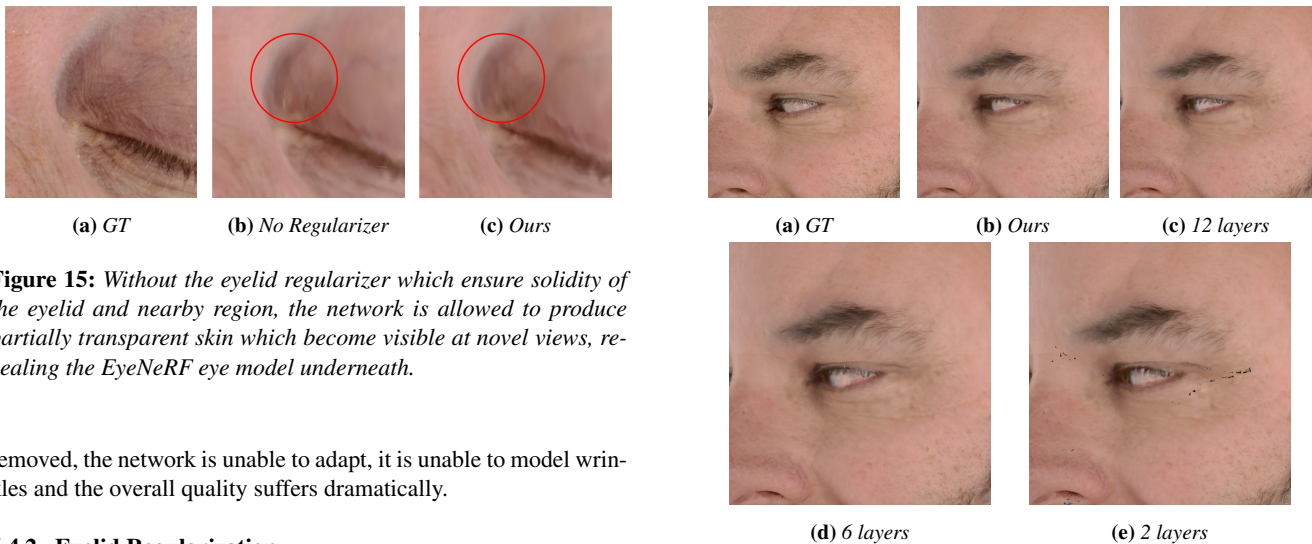 (a) GT
(b) No Regularizer
(c) Ours
igure 15: Without the eyelid regularizer which ensure solidity of
he eyelid and nearby region, the network is allowed to produce
artially transparent skin which become visible at novel views, re-
ealing the EyeNeRF eye model underneath.
emoved, the network is unable to adapt, it is unable to model wrin-
kles and the overall quality suffers dramatically.
(a) GT
(b) Ours
(c) 12 layers
(d) 6 layers
(e) 2 layers